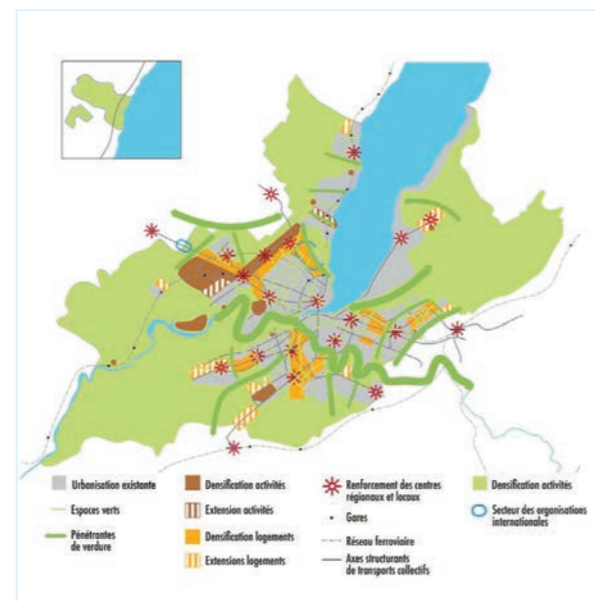 Urbanisation existante
Espaces verts
Pénétrantes
de verdure
Densification activités
Extension activités
Densification logements
Extensions logements
Renforcement des centres
régionaux et locaux
Gares
Réseau ferroviaire
Axes structurants
de transports collectifs
Densification activités
Secteur des organisations
internationales